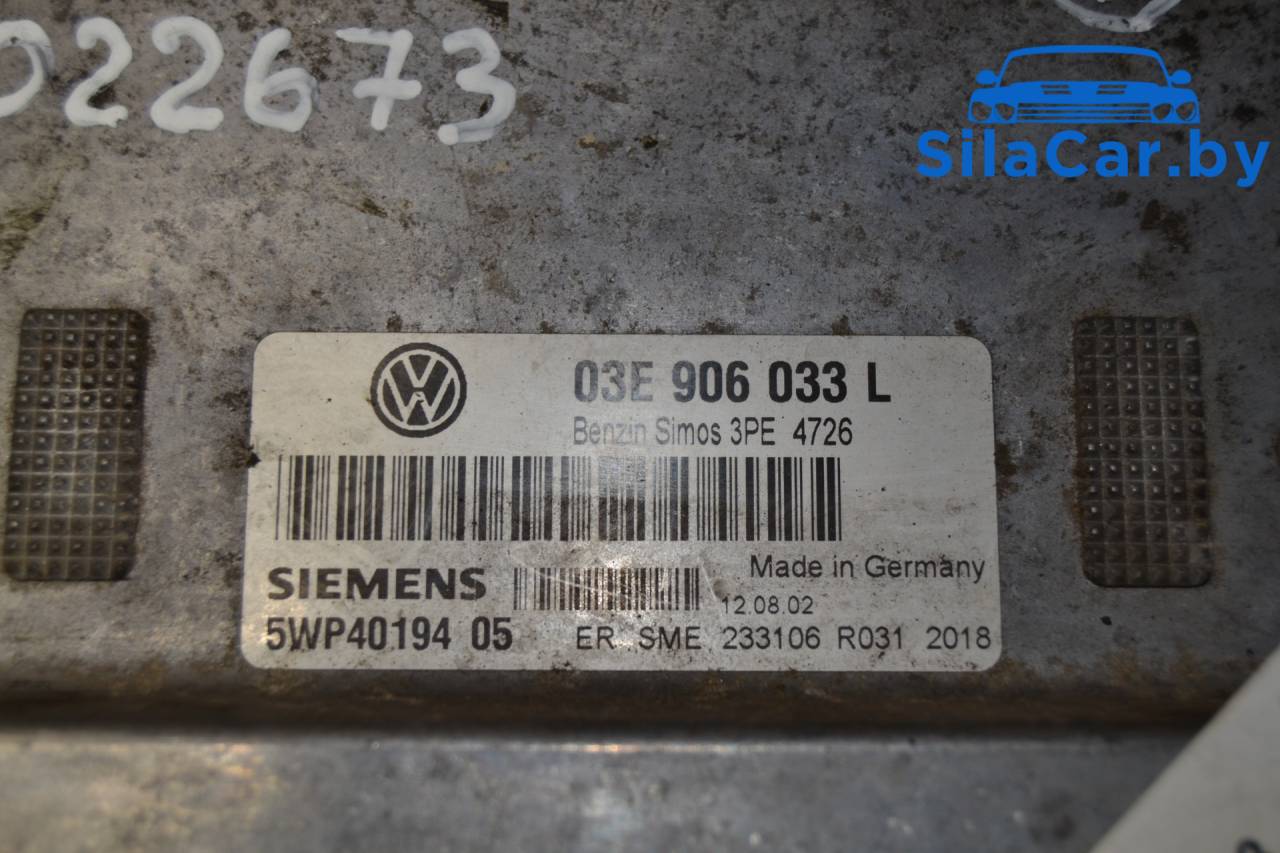 022673
SilaCar.by
03E 906 033 L
Benzin Simos 3PE 4726
Made in Germany
SIEMENS
12.08.02
5WP40194 05
ER. SME 233106 R031 2018